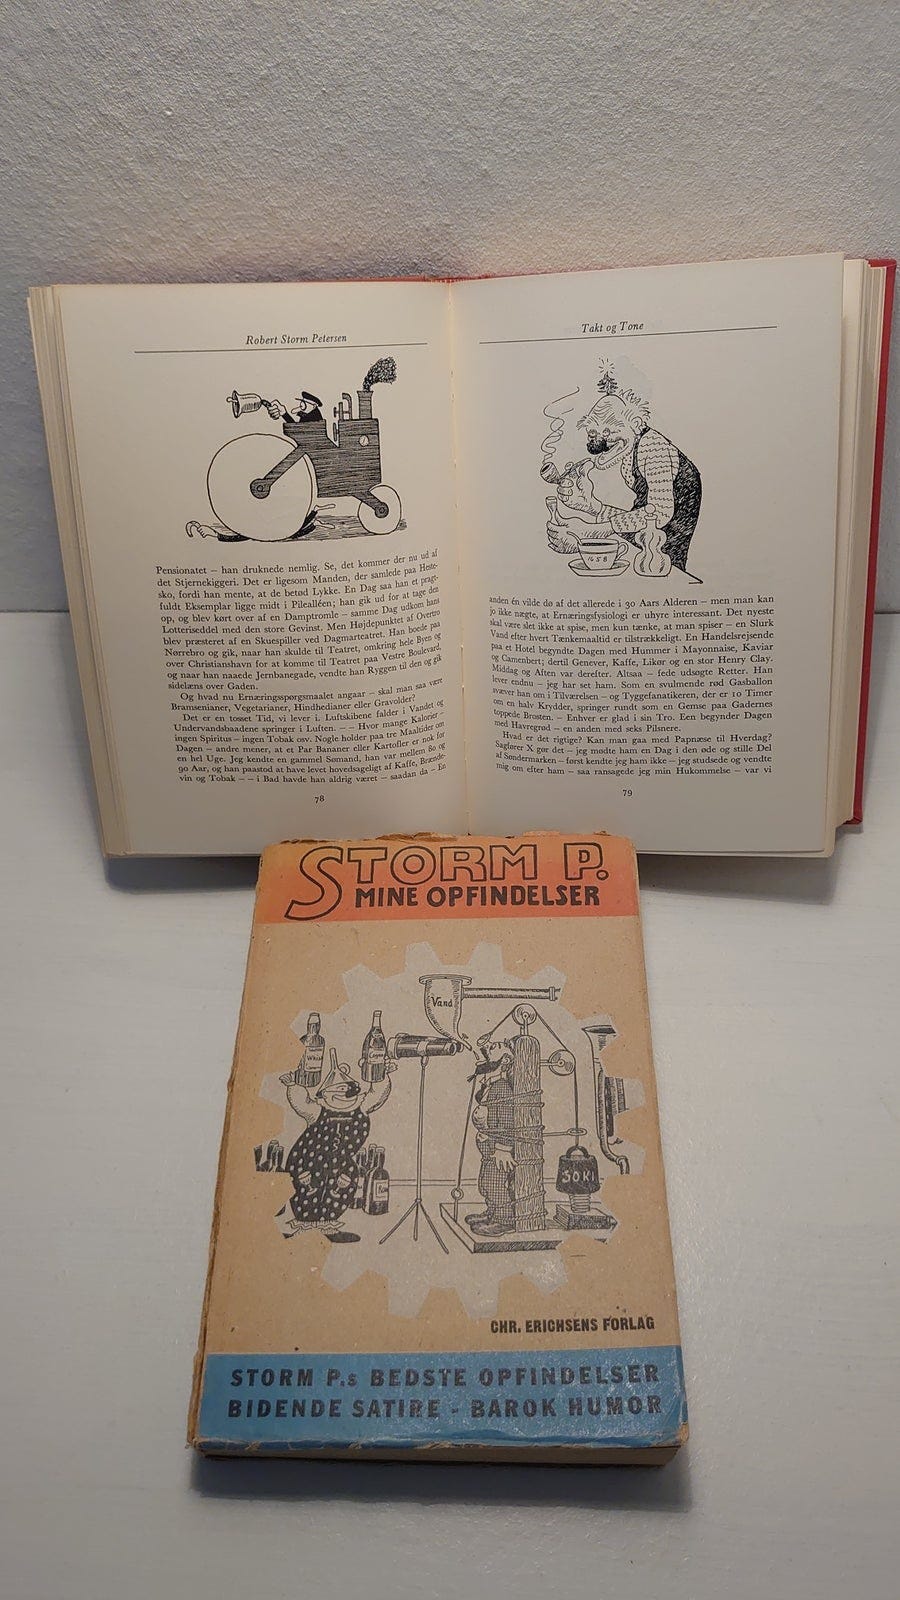 Robert Storm Petersen
Pensionatet – han druknede nemlig. Se, det kommer der nu ud af
det Stjernekiggeri. Det er ligesom Manden, der samlede paa Heste-
sko, fordi han mente, at de betød Lykke. En Dag saa han et pragt-
fuldt Eksemplar ligge midt i Pilealléen; han gik ud for at tage den
op, og blev kørt over af en Damptromle – samme Dag udkom hans
Lotteriseddel med den store Gevinst. Men Højdepunktet af Overtro
blev præsteret af en Skuespiller ved Dagmarteatret. Han boede paa
Nørrebro og gik, naar han skulde til Teatret, omkring hele Byen og
over Christianshavn for at komme til Teatret paa Vestre Boulevard,
og naar han naaede Jernbanegade, vendte han Ryggen til den og gik
sidelæns over Gaden.
Og hvad nu Ernæringsspørgsmaalet angaar – skal man saa være
Bramsenianer, Vegetarianer, Hindhedianer eller Gravolder?
Det er en tosset Tid, vi lever i. Luftskibene falder i Vandet og
Undervandsbaadene springer i Luften. – – Hvor mange Kalorier –
ingen Spiritus – ingen Tobak osv. Nogle holder paa tre Maaltider om
Dagen – andre mener, at et Par Bananer eller Kartofler er nok for
en hel Uge. Jeg kendte en gammel Sømand, han var mellem 80 og
90 Aar, og han paastod at have levet hovedsageligt af Kaffe, Brænde-
vin og Tobak – – i Bad havde han aldrig været – saadan da – En
78
Takt og Tone
1658
anden én vilde dø af det allerede i 30 Aars Alderen – men man kan
jo ikke nægte, at Ernæringsfysiologi er uhyre interessant. Det nyeste
skal være slet ikke at spise, men kun tænke, at man spiser – en Slurk
Vand efter hvert Tænkemaaltid er tilstrækkeligt. En Handelsrejsende
paa et Hotel begyndte Dagen med Hummer i Mayonnaise, Kaviar
og Camenbert; dertil Genever, Kaffe, Likør og en stor Henry Clay.
Middag og Aften var derefter. Altsaa – fede udsøgte Retter. Han
lever endnu – jeg har set ham. Som en svulmende rød Gasballon
svæver han om i Tilværelsen – og Tyggefanatikeren, der er 10 Timer
om en halv Krydder, springer rundt som en Gemse paa Gadernes
toppede Brosten. – Enhver er glad i sin Tro. Een begynder Dagen
med Havregrød – en anden med seks Pilsnere.
Hvad er det rigtige? Kan man gaa med Papnæse til Hverdag?
Sagfører X gør det – jeg mødte ham en Dag i den øde og stille Del
af Søndermarken – først kendte jeg ham ikke – jeg studsede og vendte
mig om efter ham – saa ransagede jeg min Hukommelse – var vi
79
STORM P.
MINE OPFINDELSER
Vand
50 KI
CHR. ERICHSENS FORLAG
STORM P.s BEDSTE OPFINDELSER
BIDENDE SATIRE - BAROK HUMOR